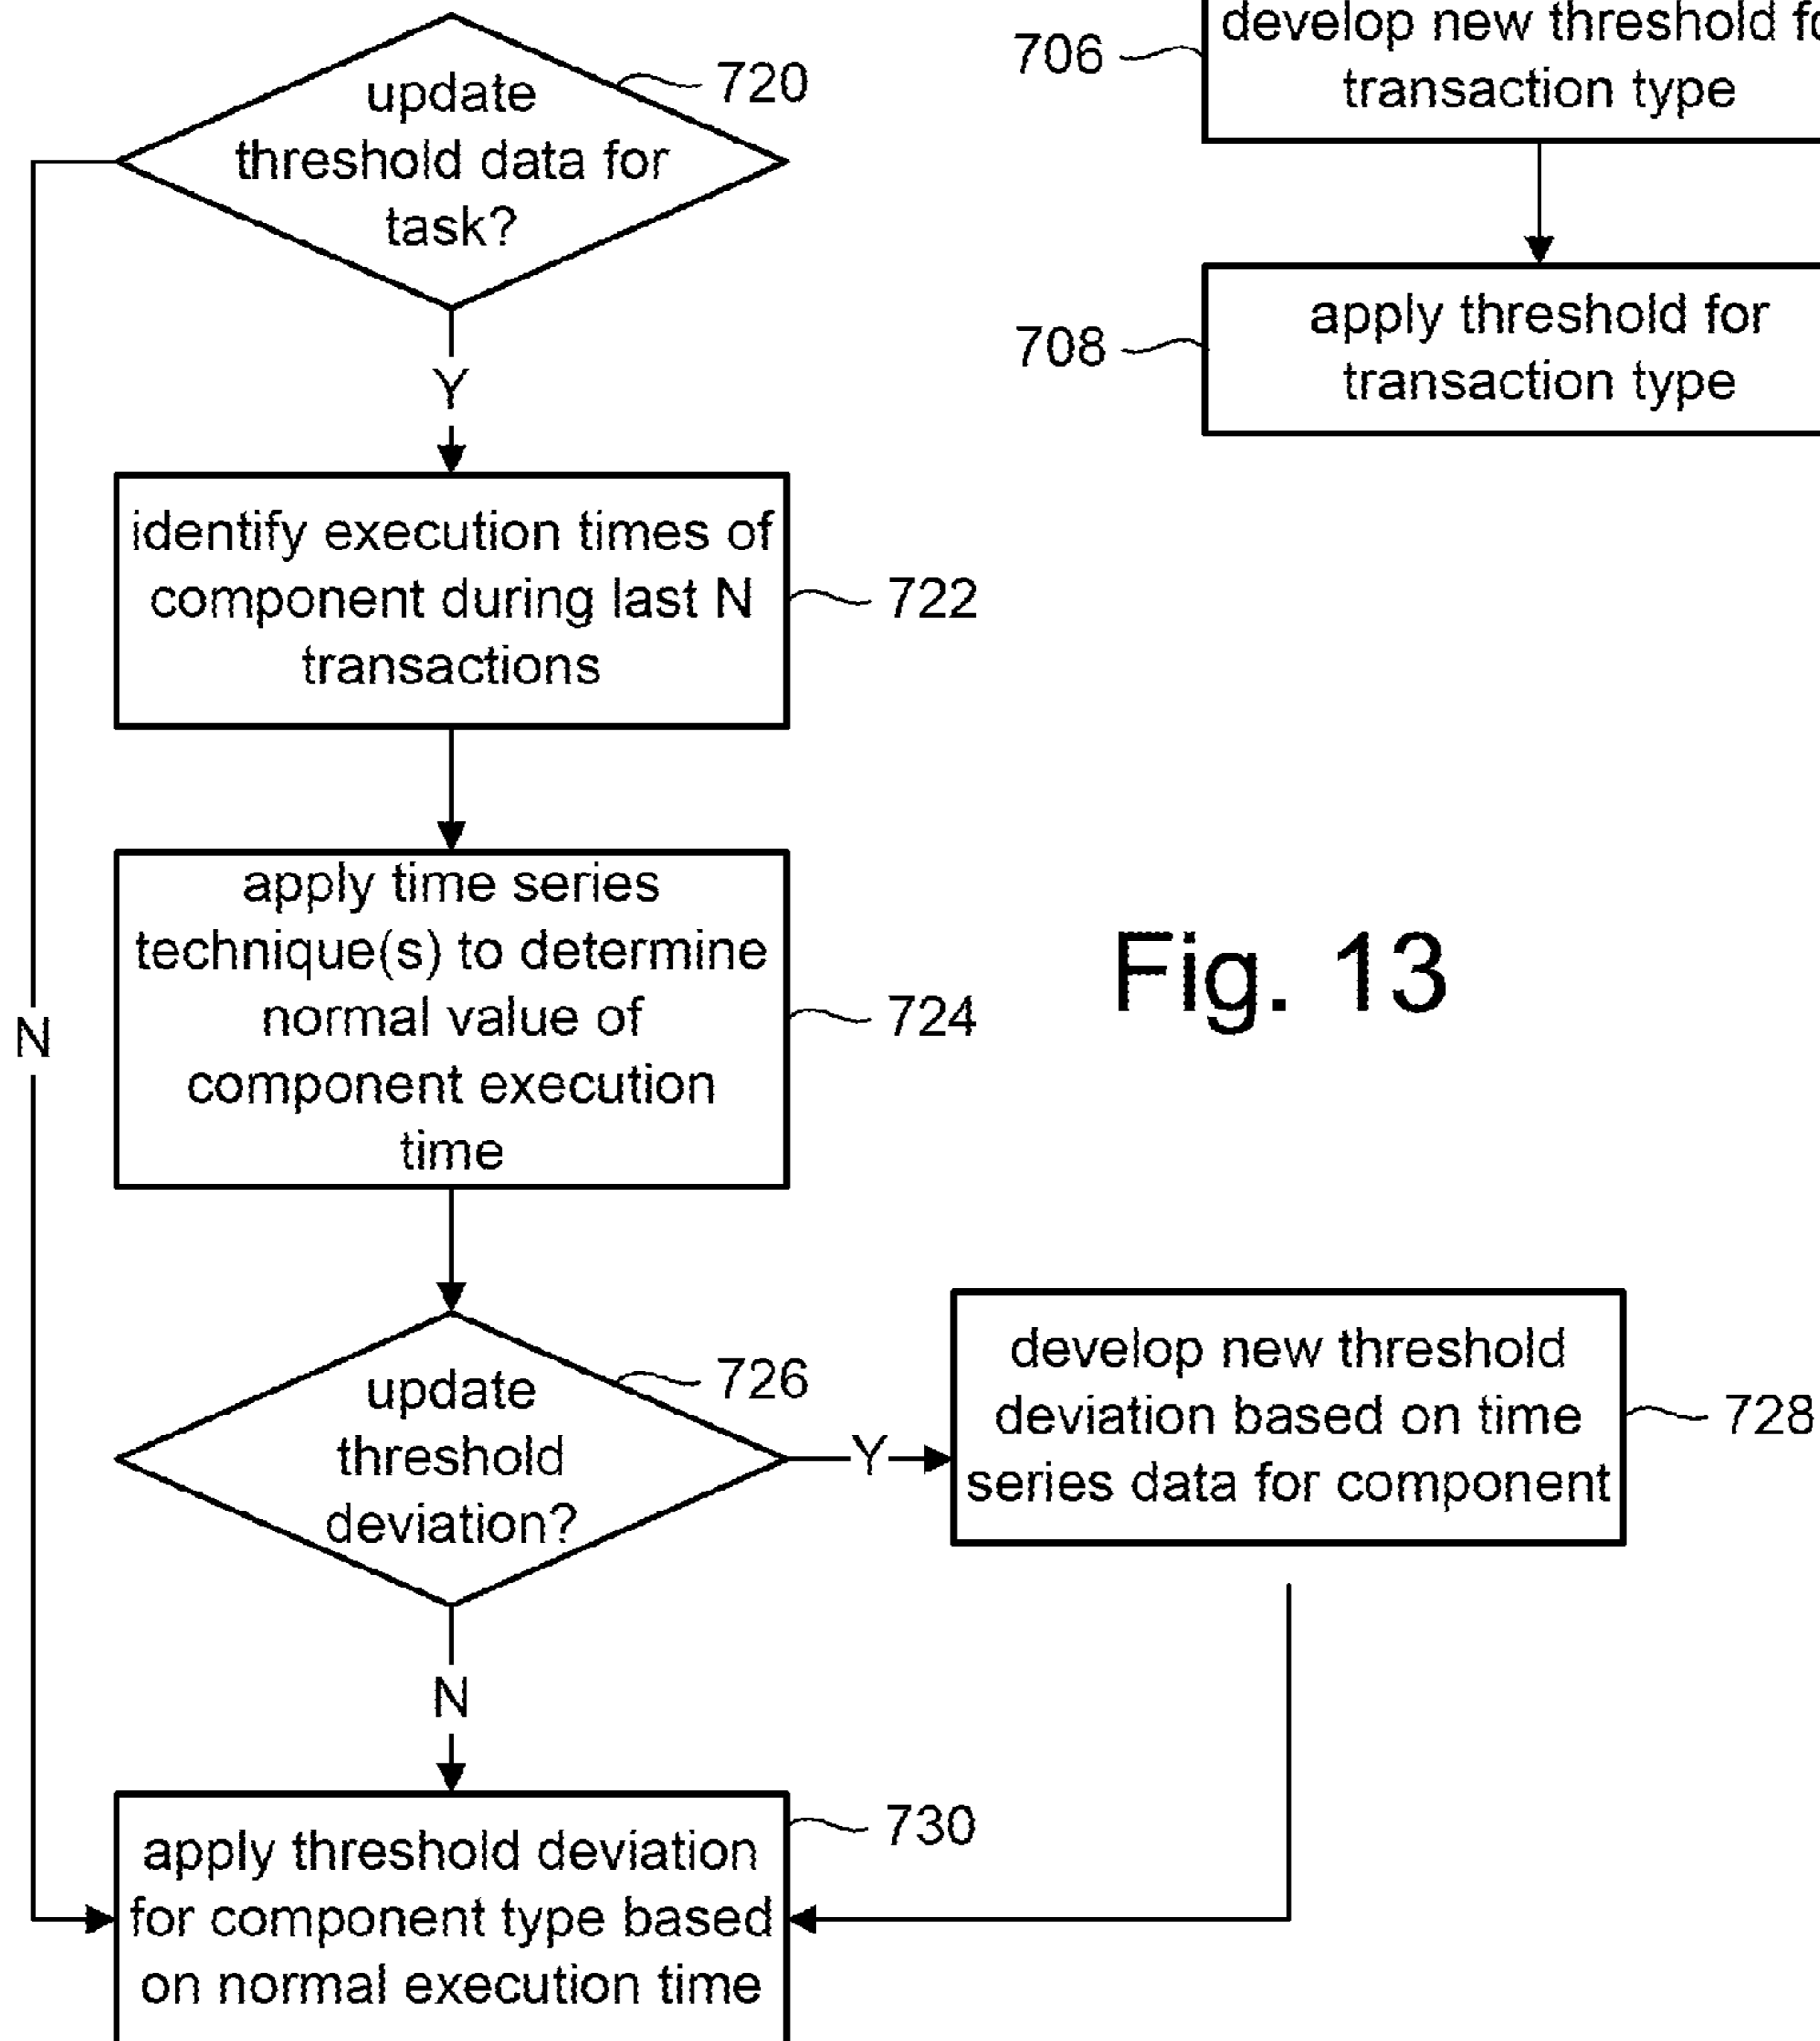 update
threshold data for
task?
720
Y
identify execution times of
component during last N
transactions
722
apply time series
technique(s) to determine
normal value of
component execution
time
724
N
update
threshold
deviation?
726
Y
develop new threshold
deviation based on time
series data for component
728
N
apply threshold deviation
for component type based
on normal execution time
730
706
develop new threshold
transaction type
708
apply threshold for
transaction type
Fig. 13